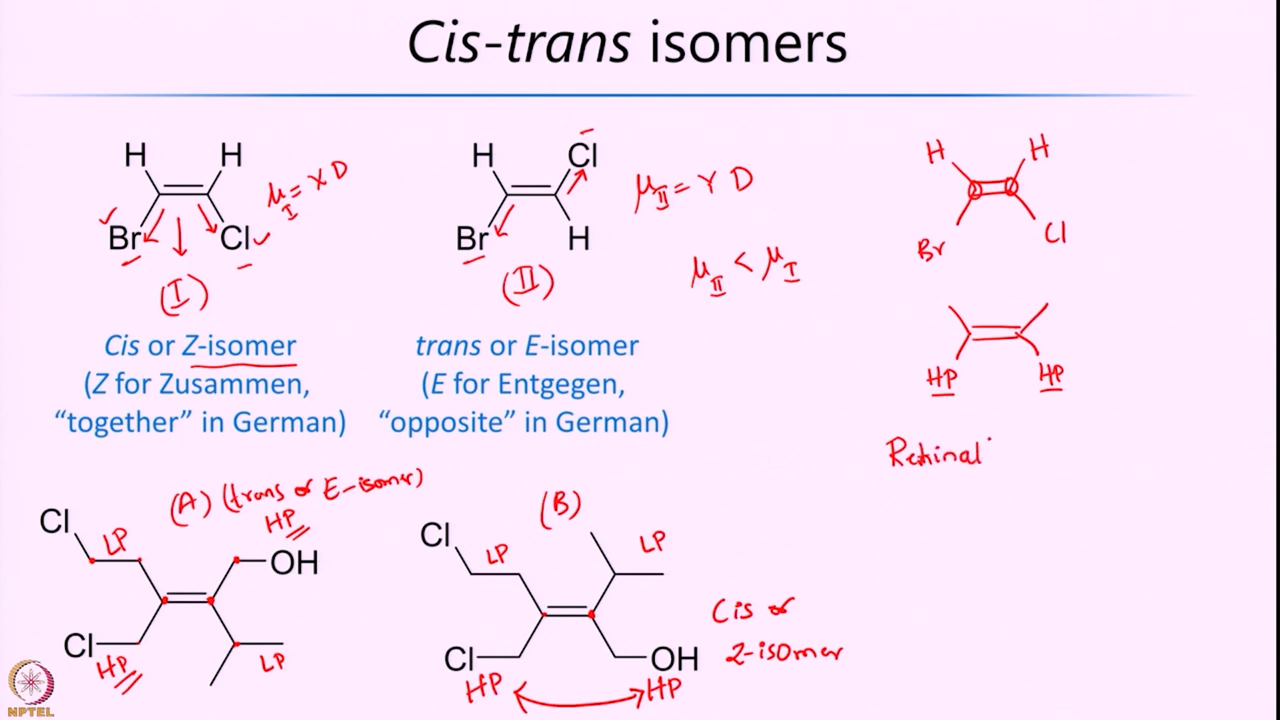 Cis-trans isomers
H H
Br Cl
μI = X D
(I)
H Cl
Br H
μII = Y D
(II)
μII < μI
H H
Br Cl
HP HP
Cis or Z-isomer
(Z for Zusammen,
“together” in German)
trans or E-isomer
(E for Entgegen,
“opposite” in German)
Retinal
(A) (trans or E-isomer)
Cl LP HP
OH
Cl
HP LP
(B)
Cl LP LP
Cl OH
HP HP
Cis or
Z-isomer
NPTEL